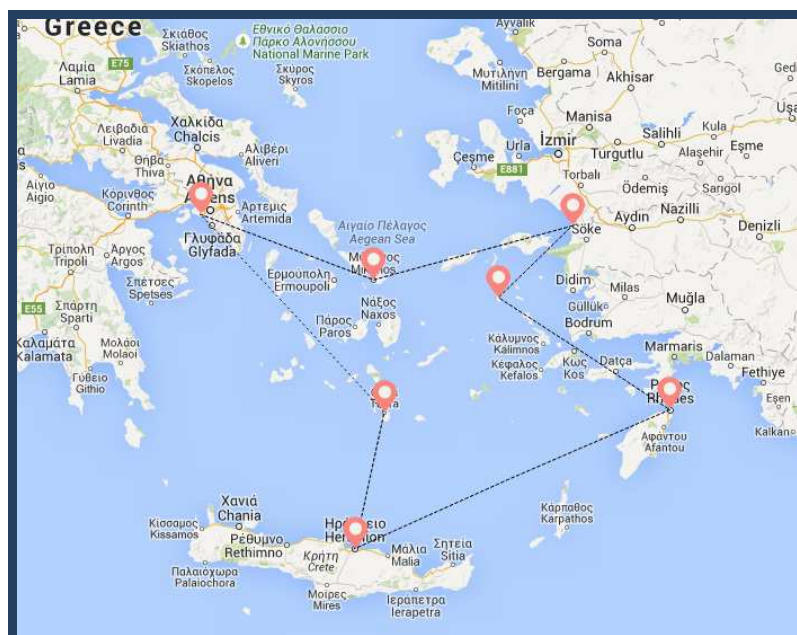 Greece
E75
Λαμία
Lamia
Σκιάθος
Skiathos
Σκόπελος
Skopelos
Εθνικό Θαλάσσιο
Πάρκο Αλοννήσου
National Marine Park
Σκύρος
Skyros
Λειβαδιά
Livadia
Χαλκίδα
Chalcis
Αλιβέρι
Aliveri
Θήβα
Thiva
Αίγιο
Aigio
Κόρινθος
Corinth
Αθήνα
Άρτεμις
Artemida
Γλυφάδα
Glyfada
Τρίπολη
Tripoli
Άργος
Argos
Σπέτσες
Spetses
E55
Σπάρτη
Sparti
Καλαμάτα
Kalamata
Μολάοι
Molaoi
Γύθειο
Githio
Αιγαίο Πέλαγος
Aegean Sea
Ερμούπολη
Ermoupoli
Νάξος
Naxos
Πάρος
Paros
Ayvalık
Soma
Μυτιλήνη
Mitilini
Bergama
Akhisar
Foça
Manisa
Urla
İzmir
Turgutlu
Salihli
Kula
Alaşehir
Eşme
Çeşme
E881
Torbalı
Ödemiş
Sarıgöl
Söke
Aydın
Nazilli
Denizli
Didim
Milas
Güllük
Muğla
Bodrum
Κάλυμνος
Kálimnos
Κέφαλος
Kefalos
Κως
Kos
Datça
Marmaris
Dalaman
Fethiye
Eşen
Kalkan
Αφάντου
Afantou
Κάρπαθος
Karpathos
Χανιά
Chania
Κίσσαμος
Kissamos
Ρέθυμνο
Rethimno
Παλαιόχωρα
Palaiochora
Κρήτη
Crete
Μοίρες
Mires
Μάλια
Malia
Σητεία
Sitia
Ιεράπετρα
Ierapetra